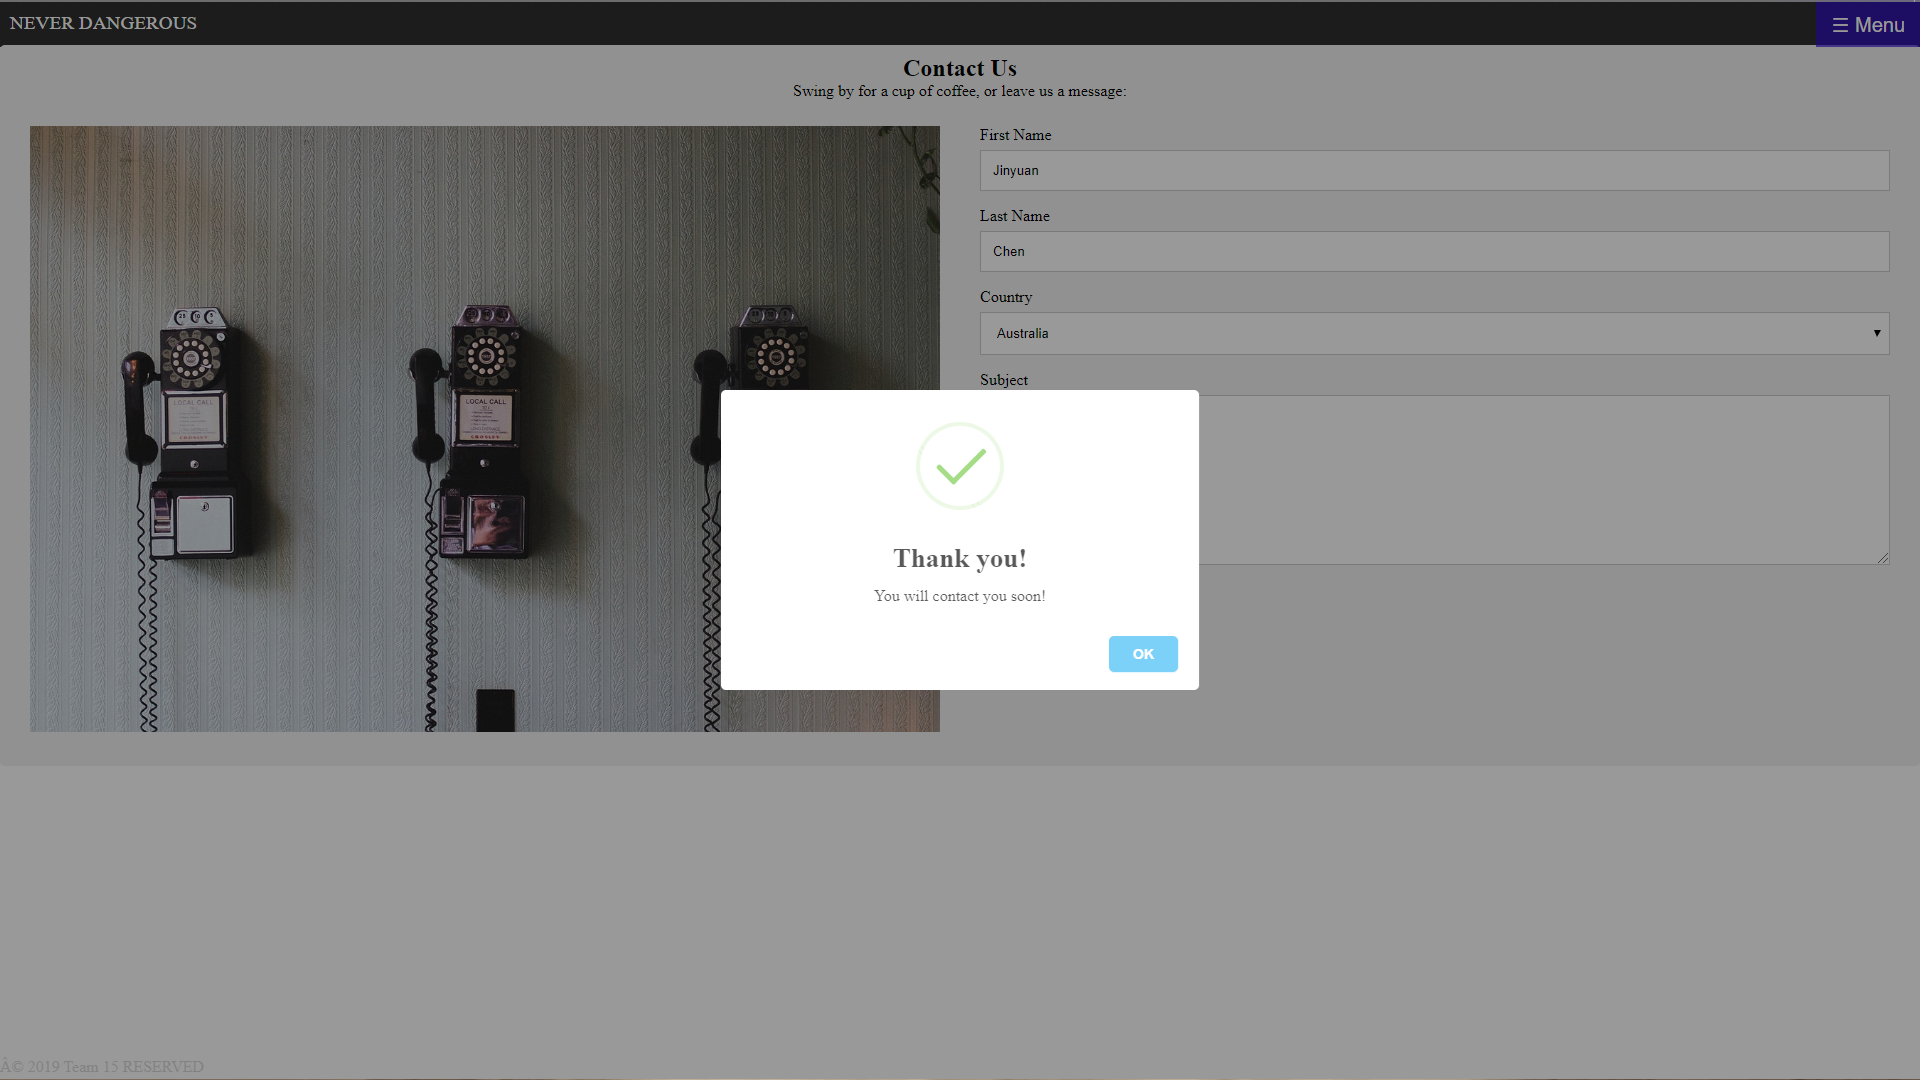 NEVER DANGEROUS
☰ Menu
Contact Us
Swing by for a cup of coffee, or leave us a message:
First Name
Jinyuan
Last Name
Chen
Country
Australia
Subject
LOCAL CALL
CROSLEY
LOCAL CALL
CROSLEY
Thank you!
You will contact you soon!
OK
Â© 2019 Team 15 RESERVED